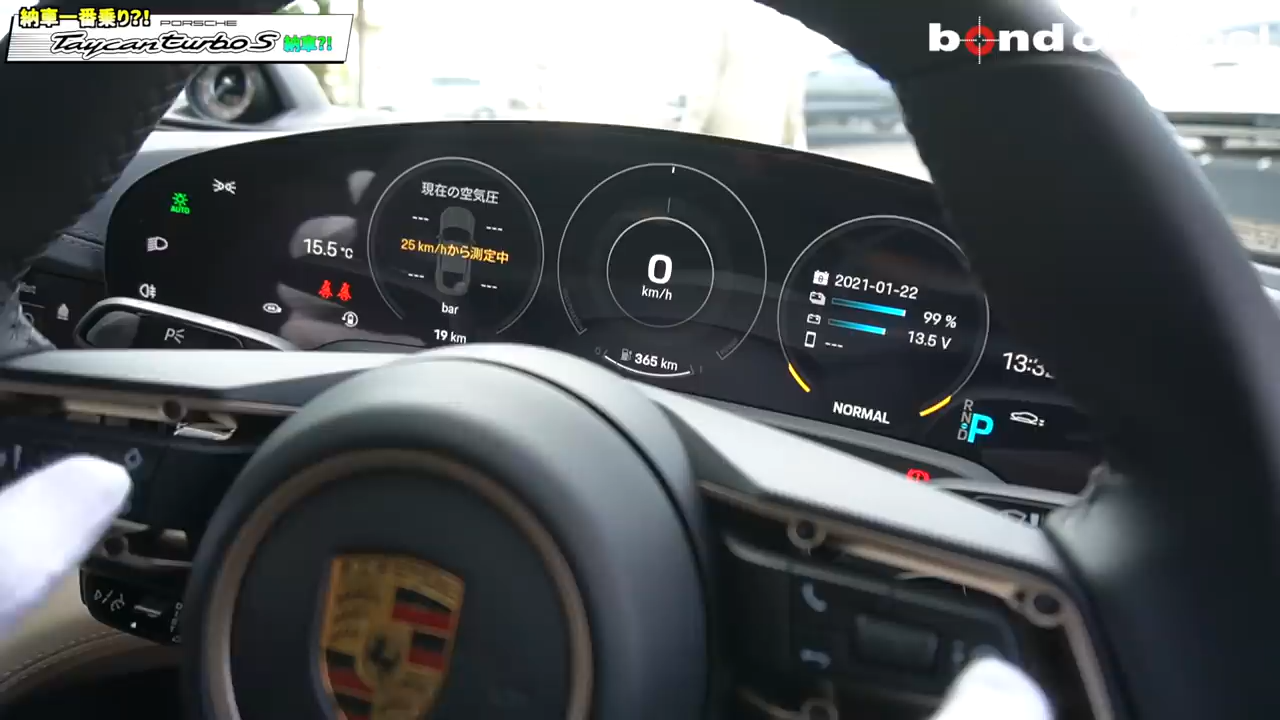 納車一番乗り?!
PORSCHE
Taycan turbo S 納車?!
bond
AUTO
15.5 °C
現在の空気圧
---
---
25 km/hから測定中
---
---
bar
19 km
0
km/h
365 km
2021-01-22
99 %
13.5 V
---
NORMAL
R
N
D
P
P